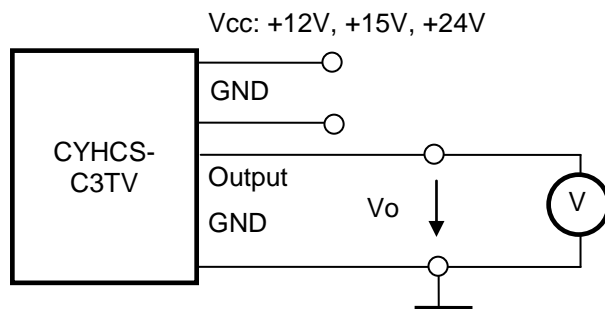 Vcc: +12V, +15V, +24V
GND
CYHCS-
C3TV
Output
Vo
V
GND